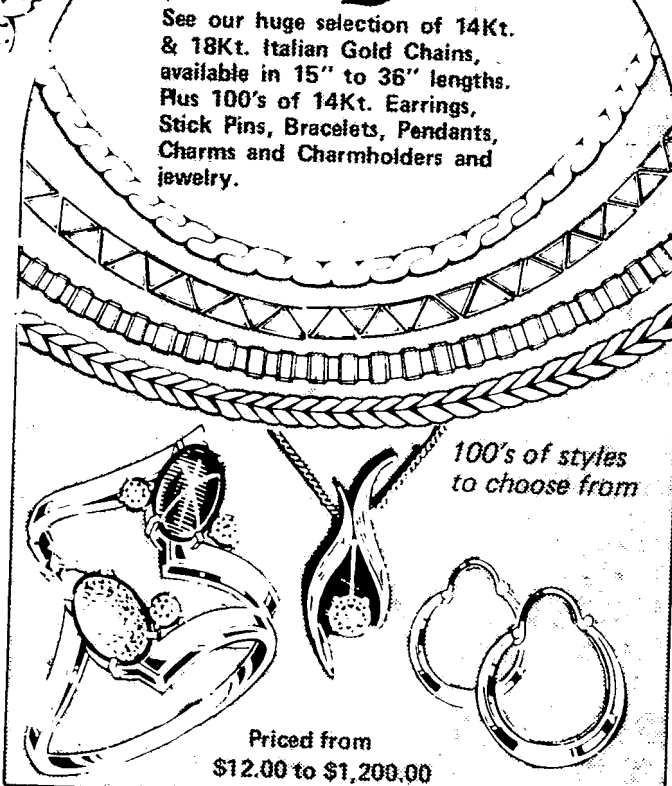 See our huge selection of 14Kt.
& 18Kt. Italian Gold Chains,
available in 15" to 36" lengths.
Plus 100's of 14Kt. Earrings,
Stick Pins, Bracelets, Pendants,
Charms and Charmholders and
jewelry.
100's of styles
to choose from
Priced from
$12.00 to $1,200.00